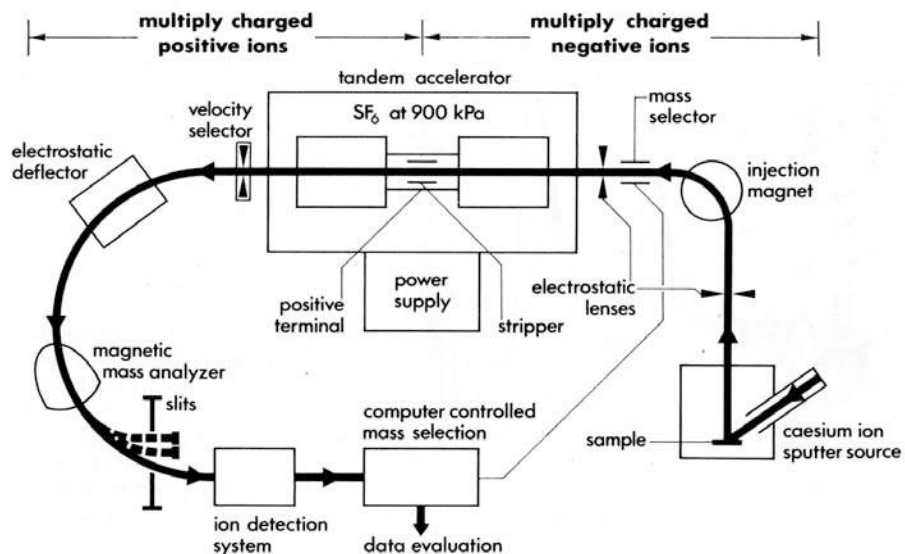 multiply charged
positive ions
multiply charged
negative ions
tandem accelerator
SF6 at 900 kPa
mass
selector
velocity
selector
electrostatic
deflector
injection
magnet
positive
terminal
power
supply
stripper
electrostatic
lenses
magnetic
mass analyzer
slits
computer controlled
mass selection
sample
caesium ion
sputter source
ion detection
system
data evaluation